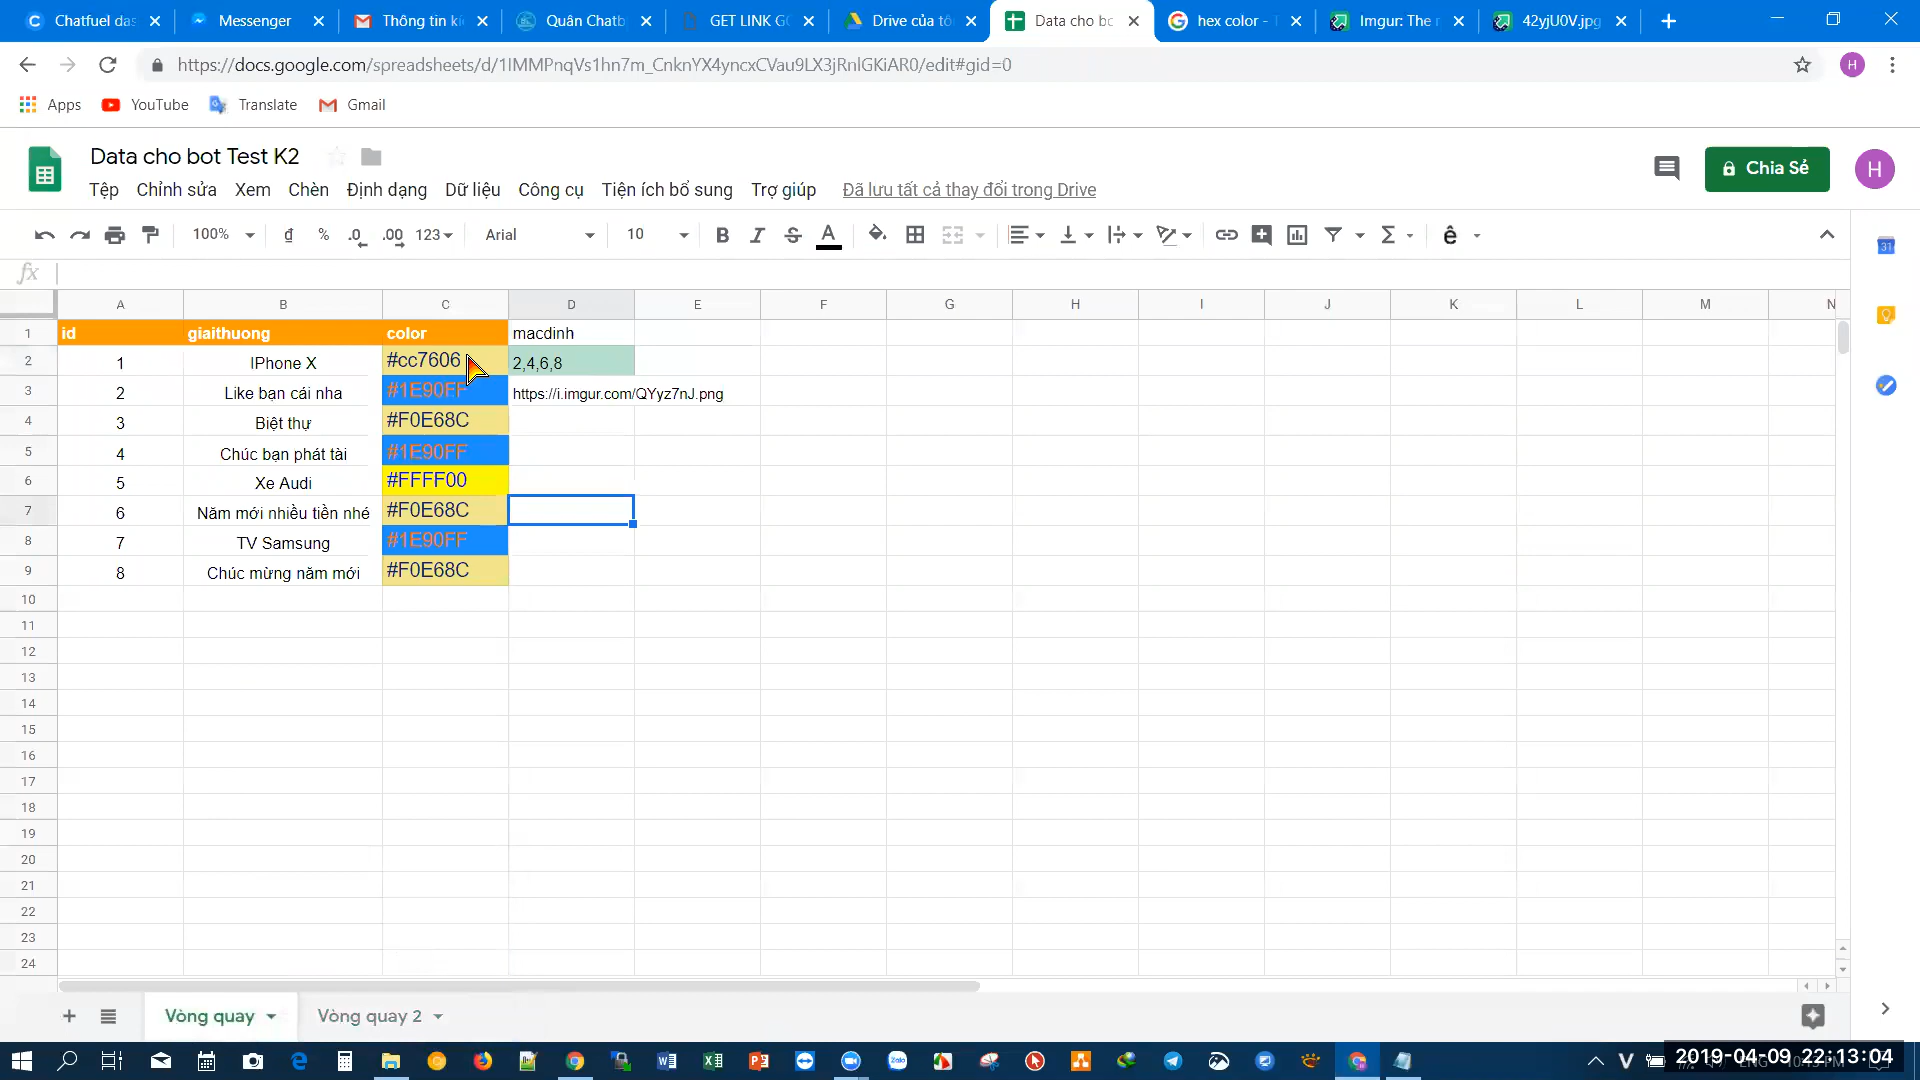 Chatfuel das
Messenger
Thông tin ki
Quân Chatb
GET LINK G
Drive của tô
Data cho bo
hex color -
Imgur: The
42yjU0V.jpg
https://docs.google.com/spreadsheets/d/1IMMPnqVs1hn7m_CnknYX4yncxCVau9LX3jRnlGKiAR0/edit#gid=0
H
Apps
YouTube
Translate
Gmail
Data cho bot Test K2
Tệp
Chỉnh sửa
Xem
Chèn
Định dạng
Dữ liệu
Công cụ
Tiện ích bổ sung
Trợ giúp
Đã lưu tất cả thay đổi trong Drive
Chia Sẻ
H
100%
đ
%
.0
.00
123
Arial
10
B
I
S
A
Σ
ê
31
fx
A B C D E F G H I J K L M N
1 id giaithuong color macdinh
2 1 IPhone X #cc7606 2,4,6,8
3 2 Like bạn cái nha #1E90FF https://i.imgur.com/QYyz7nJ.png
4 3 Biệt thự #F0E68C
5 4 Chúc bạn phát tài #1E90FF
6 5 Xe Audi #FFFF00
7 6 Năm mới nhiều tiền nhé #F0E68C
8 7 TV Samsung #1E90FF
9 8 Chúc mừng năm mới #F0E68C
10
11
12
13
14
15
16
17
18
19
20
21
22
23
24
Vòng quay
Vòng quay 2
2019-04-09 22:13:04